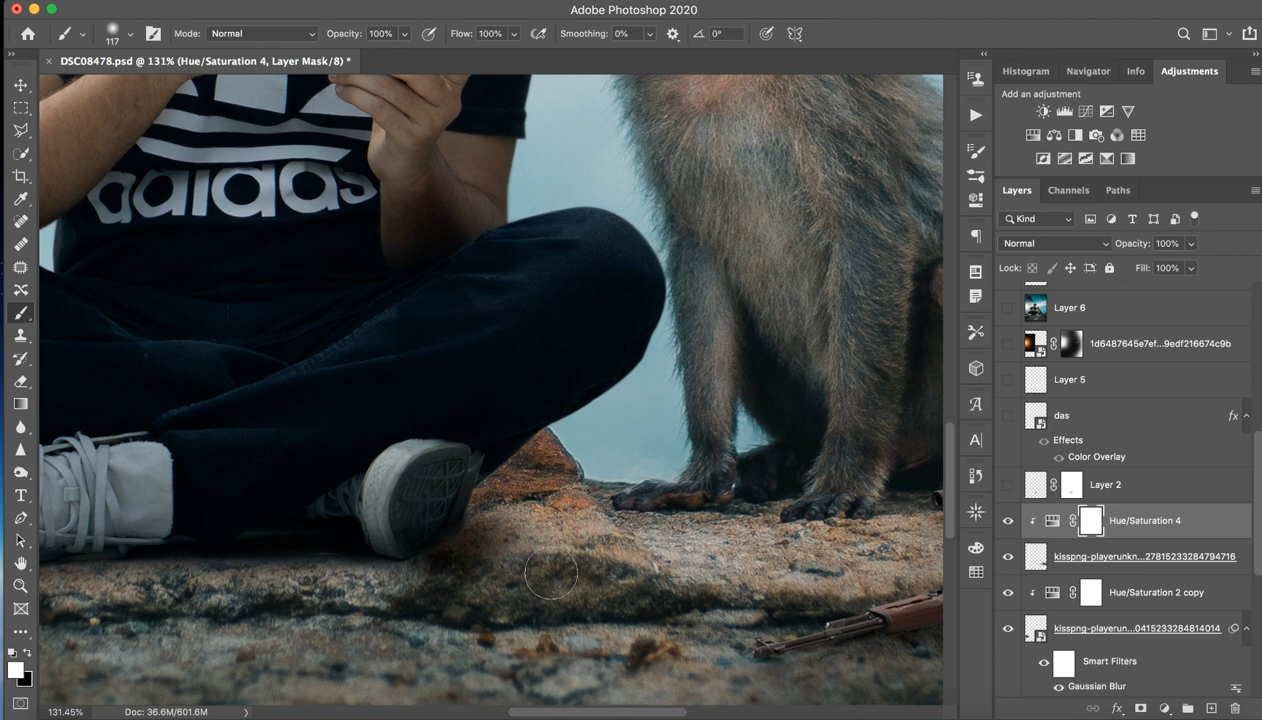 Adobe Photoshop 2020
117
Mode: Normal
Opacity: 100%
Flow: 100%
Smoothing: 0%
0°
DSC08478.psd @ 131% (Hue/Saturation 4, Layer Mask/8) *
adidas
Histogram
Navigator
Info
Adjustments
Add an adjustment
Layers
Channels
Paths
Kind
Normal
Opacity: 100%
Lock:
Fill: 100%
Layer 6
1d6487645e7ef...9edf216674c9b
Layer 5
das
fx
Effects
Color Overlay
Layer 2
Hue/Saturation 4
kisspng-playerunkn...27815233284794716
Hue/Saturation 2 copy
kisspng-playerun...0415233284814014
Smart Filters
Gaussian Blur
131.45%
Doc: 36.6M/601.6M